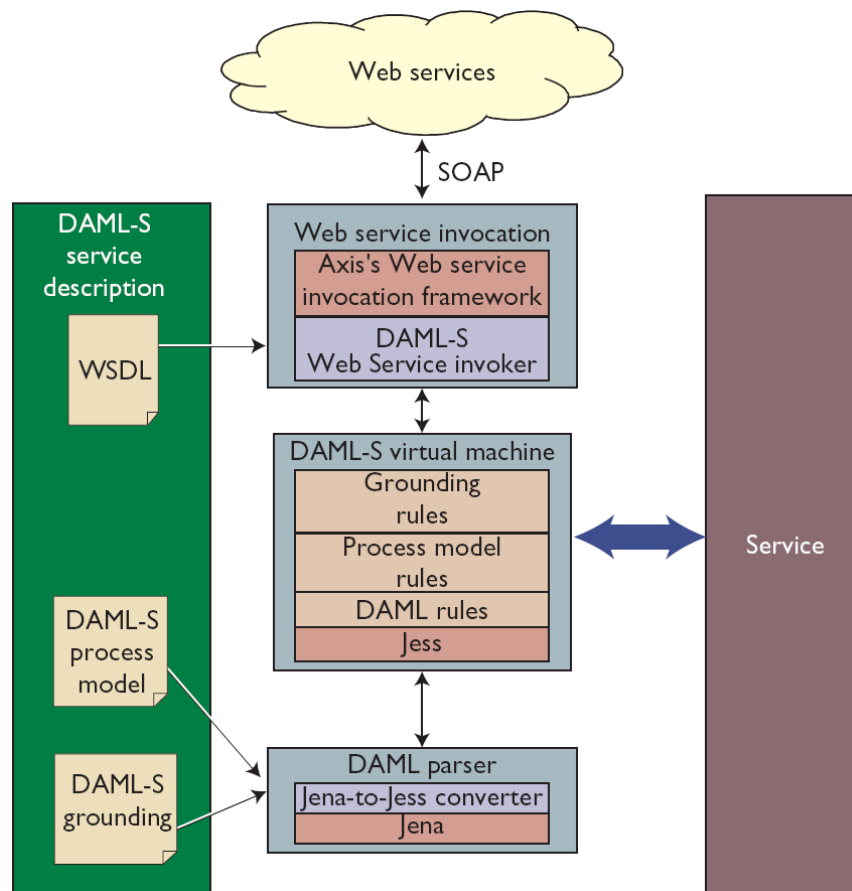 Web services
SOAP
DAML-S
service
description
WSDL
DAML-S
process
model
DAML-S
grounding
Web service invocation
Axis's Web service
invocation framework
DAML-S
Web Service invoker
DAML-S virtual machine
Grounding
rules
Process model
rules
DAML rules
Jess
DAML parser
Jena-to-Jess converter
Jena
Service